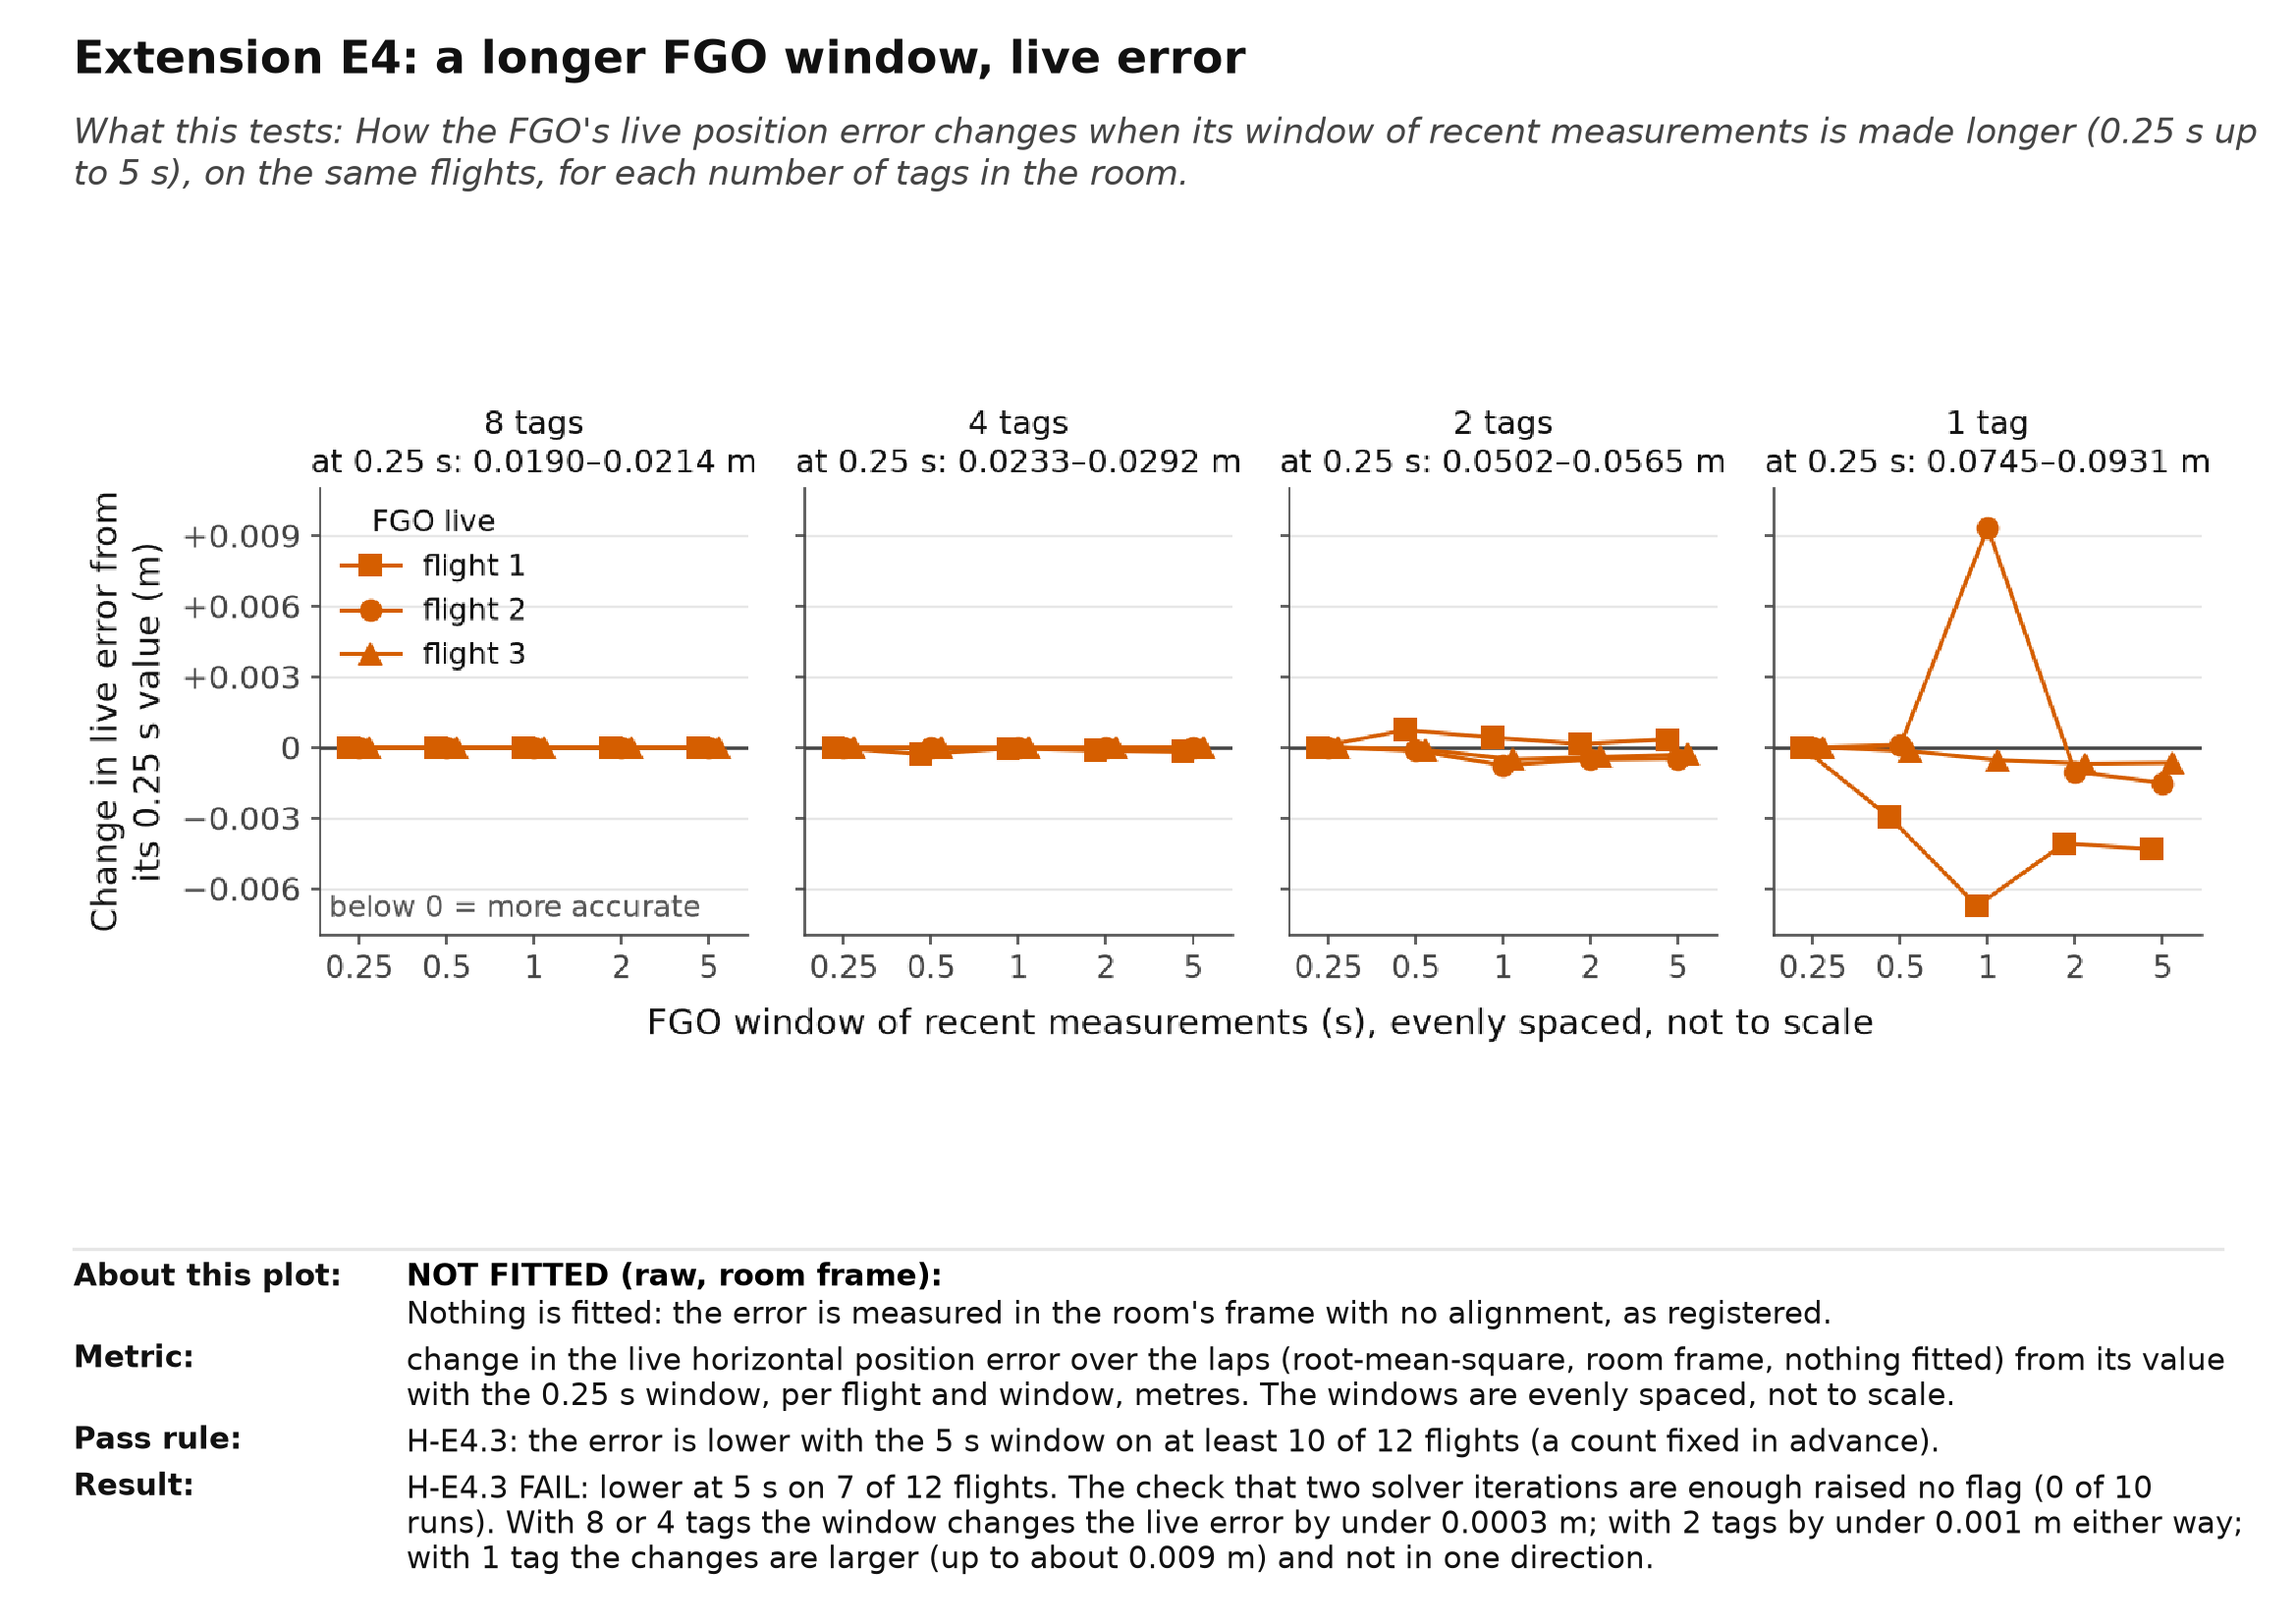 Extension E4: a longer FGO window, live error
What this tests: How the FGO's live position error changes when its window of recent measurements is made longer (0.25 s up
to 5 s), on the same flights, for each number of tags in the room.
8 tags
at 0.25 s: 0.0190–0.0214 m
4 tags
at 0.25 s: 0.0233–0.0292 m
2 tags
at 0.25 s: 0.0502–0.0565 m
1 tag
at 0.25 s: 0.0745–0.0931 m
Change in live error from
its 0.25 s value (m)
+0.009
+0.006
+0.003
0
−0.003
−0.006
FGO live
flight 1
flight 2
flight 3
below 0 = more accurate
0.25 0.5 1 2 5
0.25 0.5 1 2 5
0.25 0.5 1 2 5
0.25 0.5 1 2 5
FGO window of recent measurements (s), evenly spaced, not to scale
About this plot: NOT FITTED (raw, room frame):
Nothing is fitted: the error is measured in the room's frame with no alignment, as registered.
Metric: change in the live horizontal position error over the laps (root-mean-square, room frame, nothing fitted) from its value
with the 0.25 s window, per flight and window, metres. The windows are evenly spaced, not to scale.
Pass rule: H-E4.3: the error is lower with the 5 s window on at least 10 of 12 flights (a count fixed in advance).
Result: H-E4.3 FAIL: lower at 5 s on 7 of 12 flights. The check that two solver iterations are enough raised no flag (0 of 10
runs). With 8 or 4 tags the window changes the live error by under 0.0003 m; with 2 tags by under 0.001 m either way;
with 1 tag the changes are larger (up to about 0.009 m) and not in one direction.